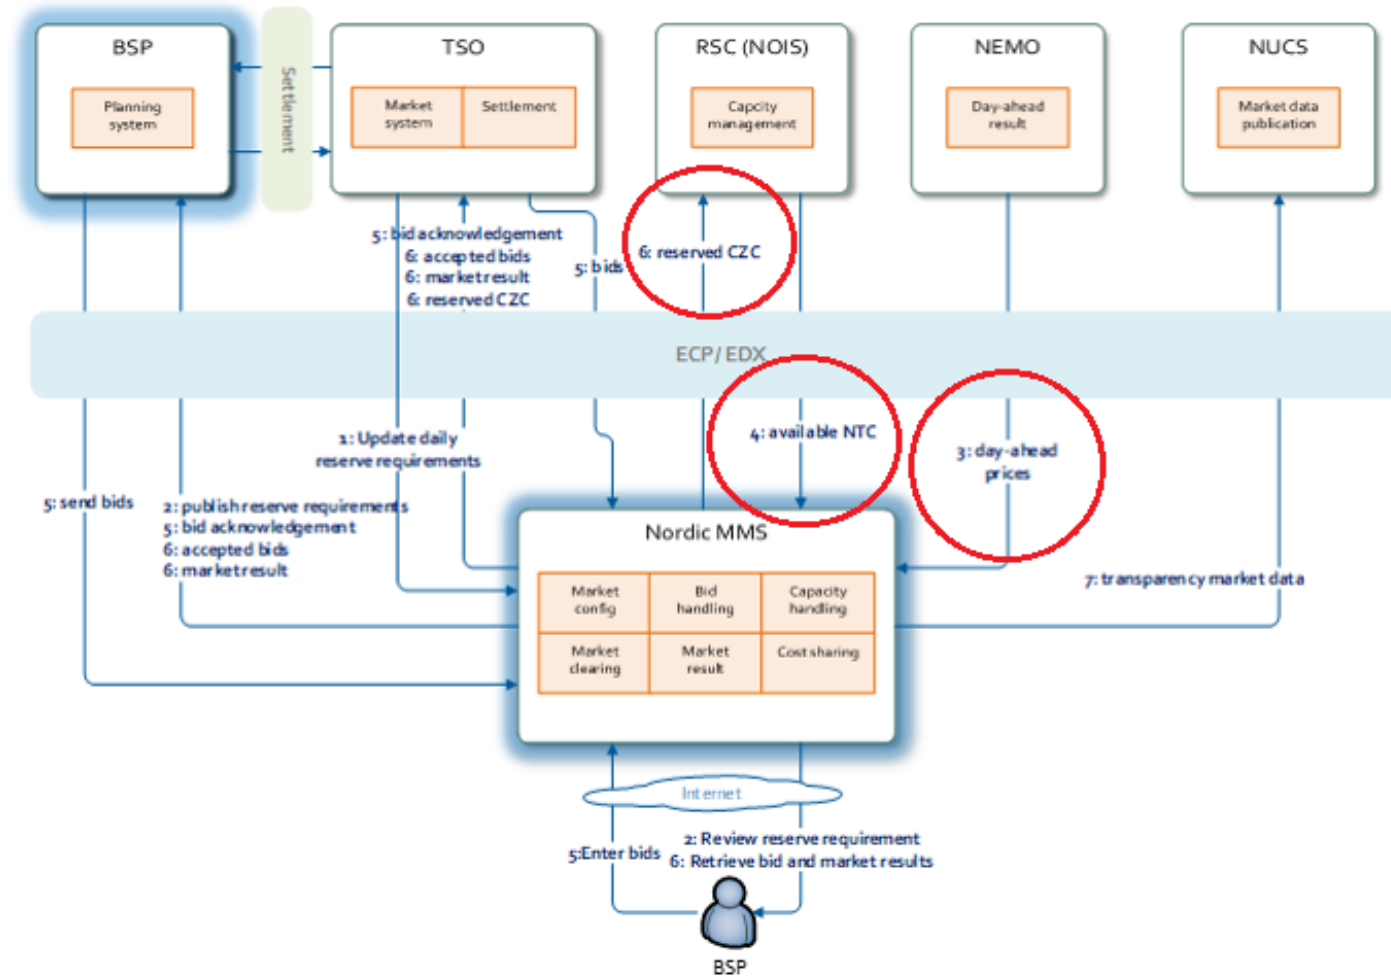 BSP
TSO
RSC (NOIS)
NEMO
NUCS
Planning
system
Settlement
Market
system
Settlement
Capcity
management
Day-ahead
result
Market data
publication
5: bid acknowledgement
6: accepted bids
6: market result
6: reserved CZC
5: bids
6: reserved CZC
ECP/ EDX
1: Update daily
reserve requirements
4: available NTC
3: day-ahead
prices
5: send bids
2: publish reserve requirements
5: bid acknowledgement
6: accepted bids
6: market result
Nordic MMS
Market
config
Bid
handling
Capacity
handling
Market
clearing
Market
result
Cost sharing
7: transparency market data
Internet
5:Enter bids
2: Review reserve requirement
6: Retrieve bid and market results
BSP